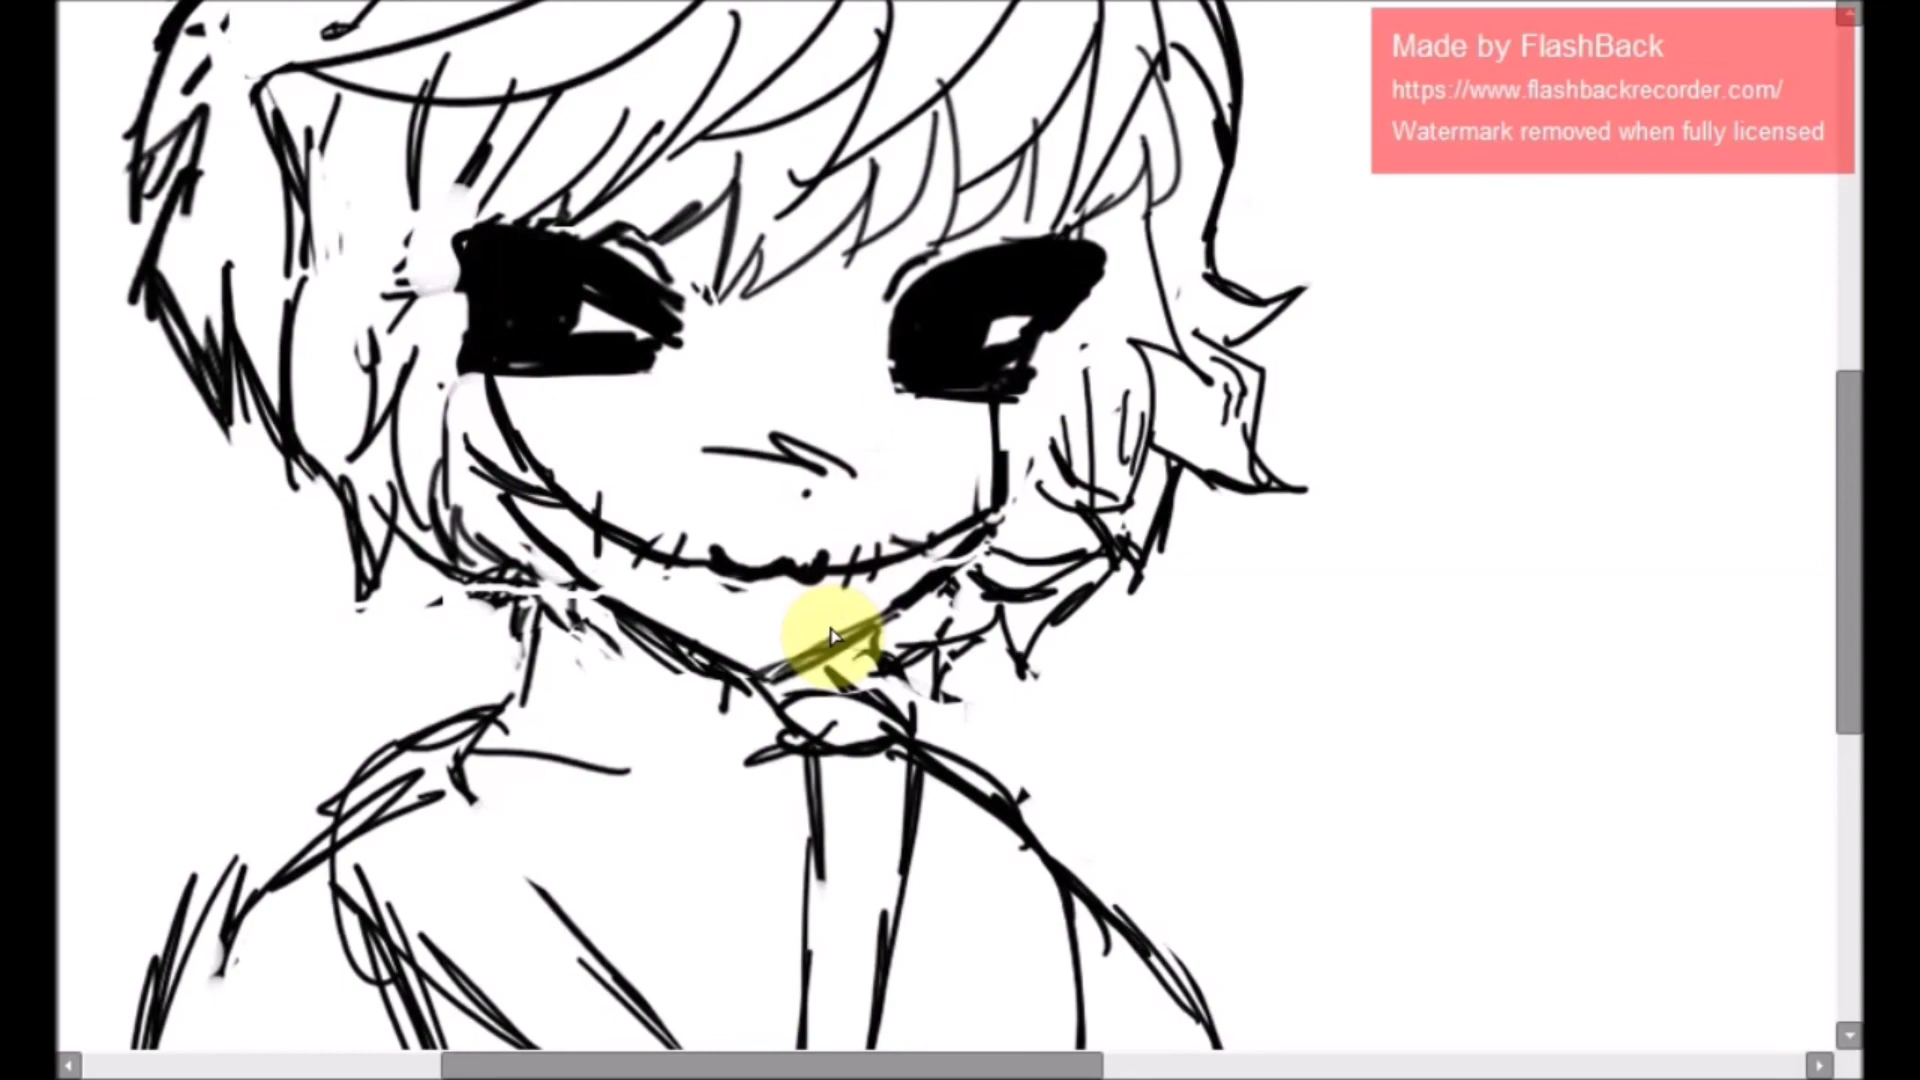 Made by FlashBack
https://www.flashbackrecorder.com/
Watermark removed when fully licensed